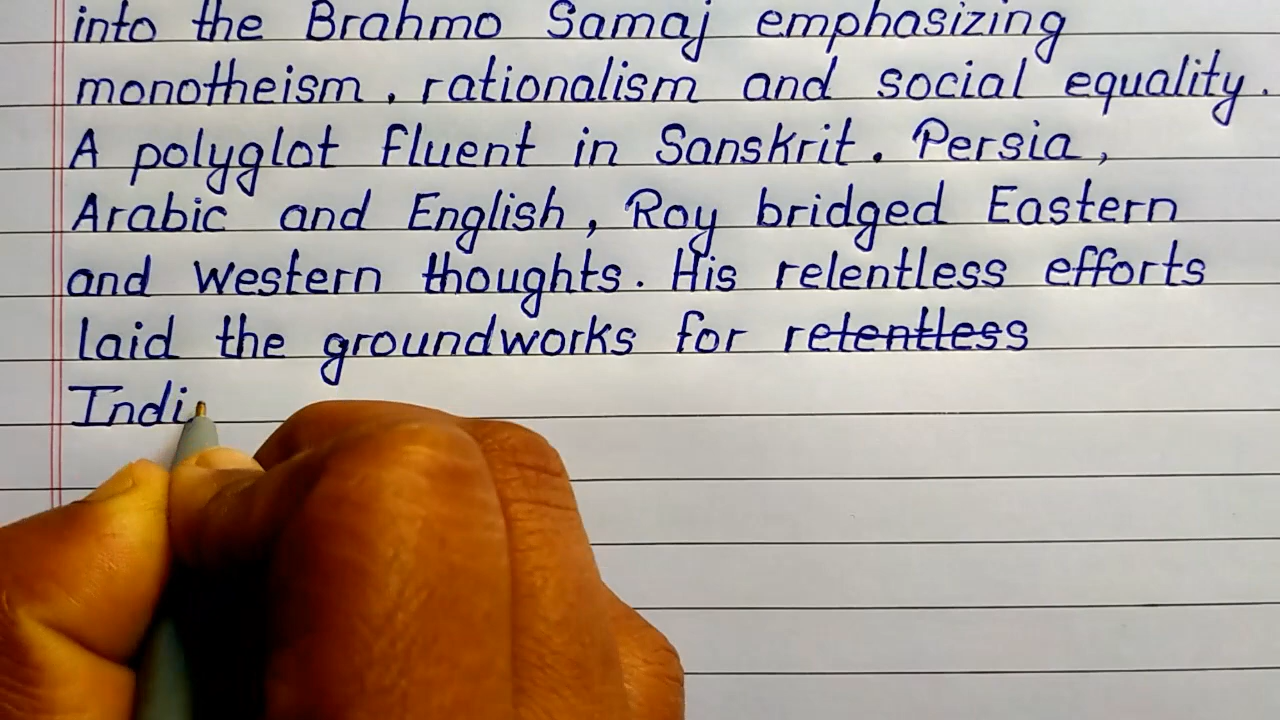 into the Brahmo Samaj emphasizing
monotheism, rationalism and social equality.
A polyglot fluent in Sanskrit. Persia,
Arabic and English, Roy bridged Eastern
and Western thoughts. His relentless efforts
laid the groundworks for retentless
Indi